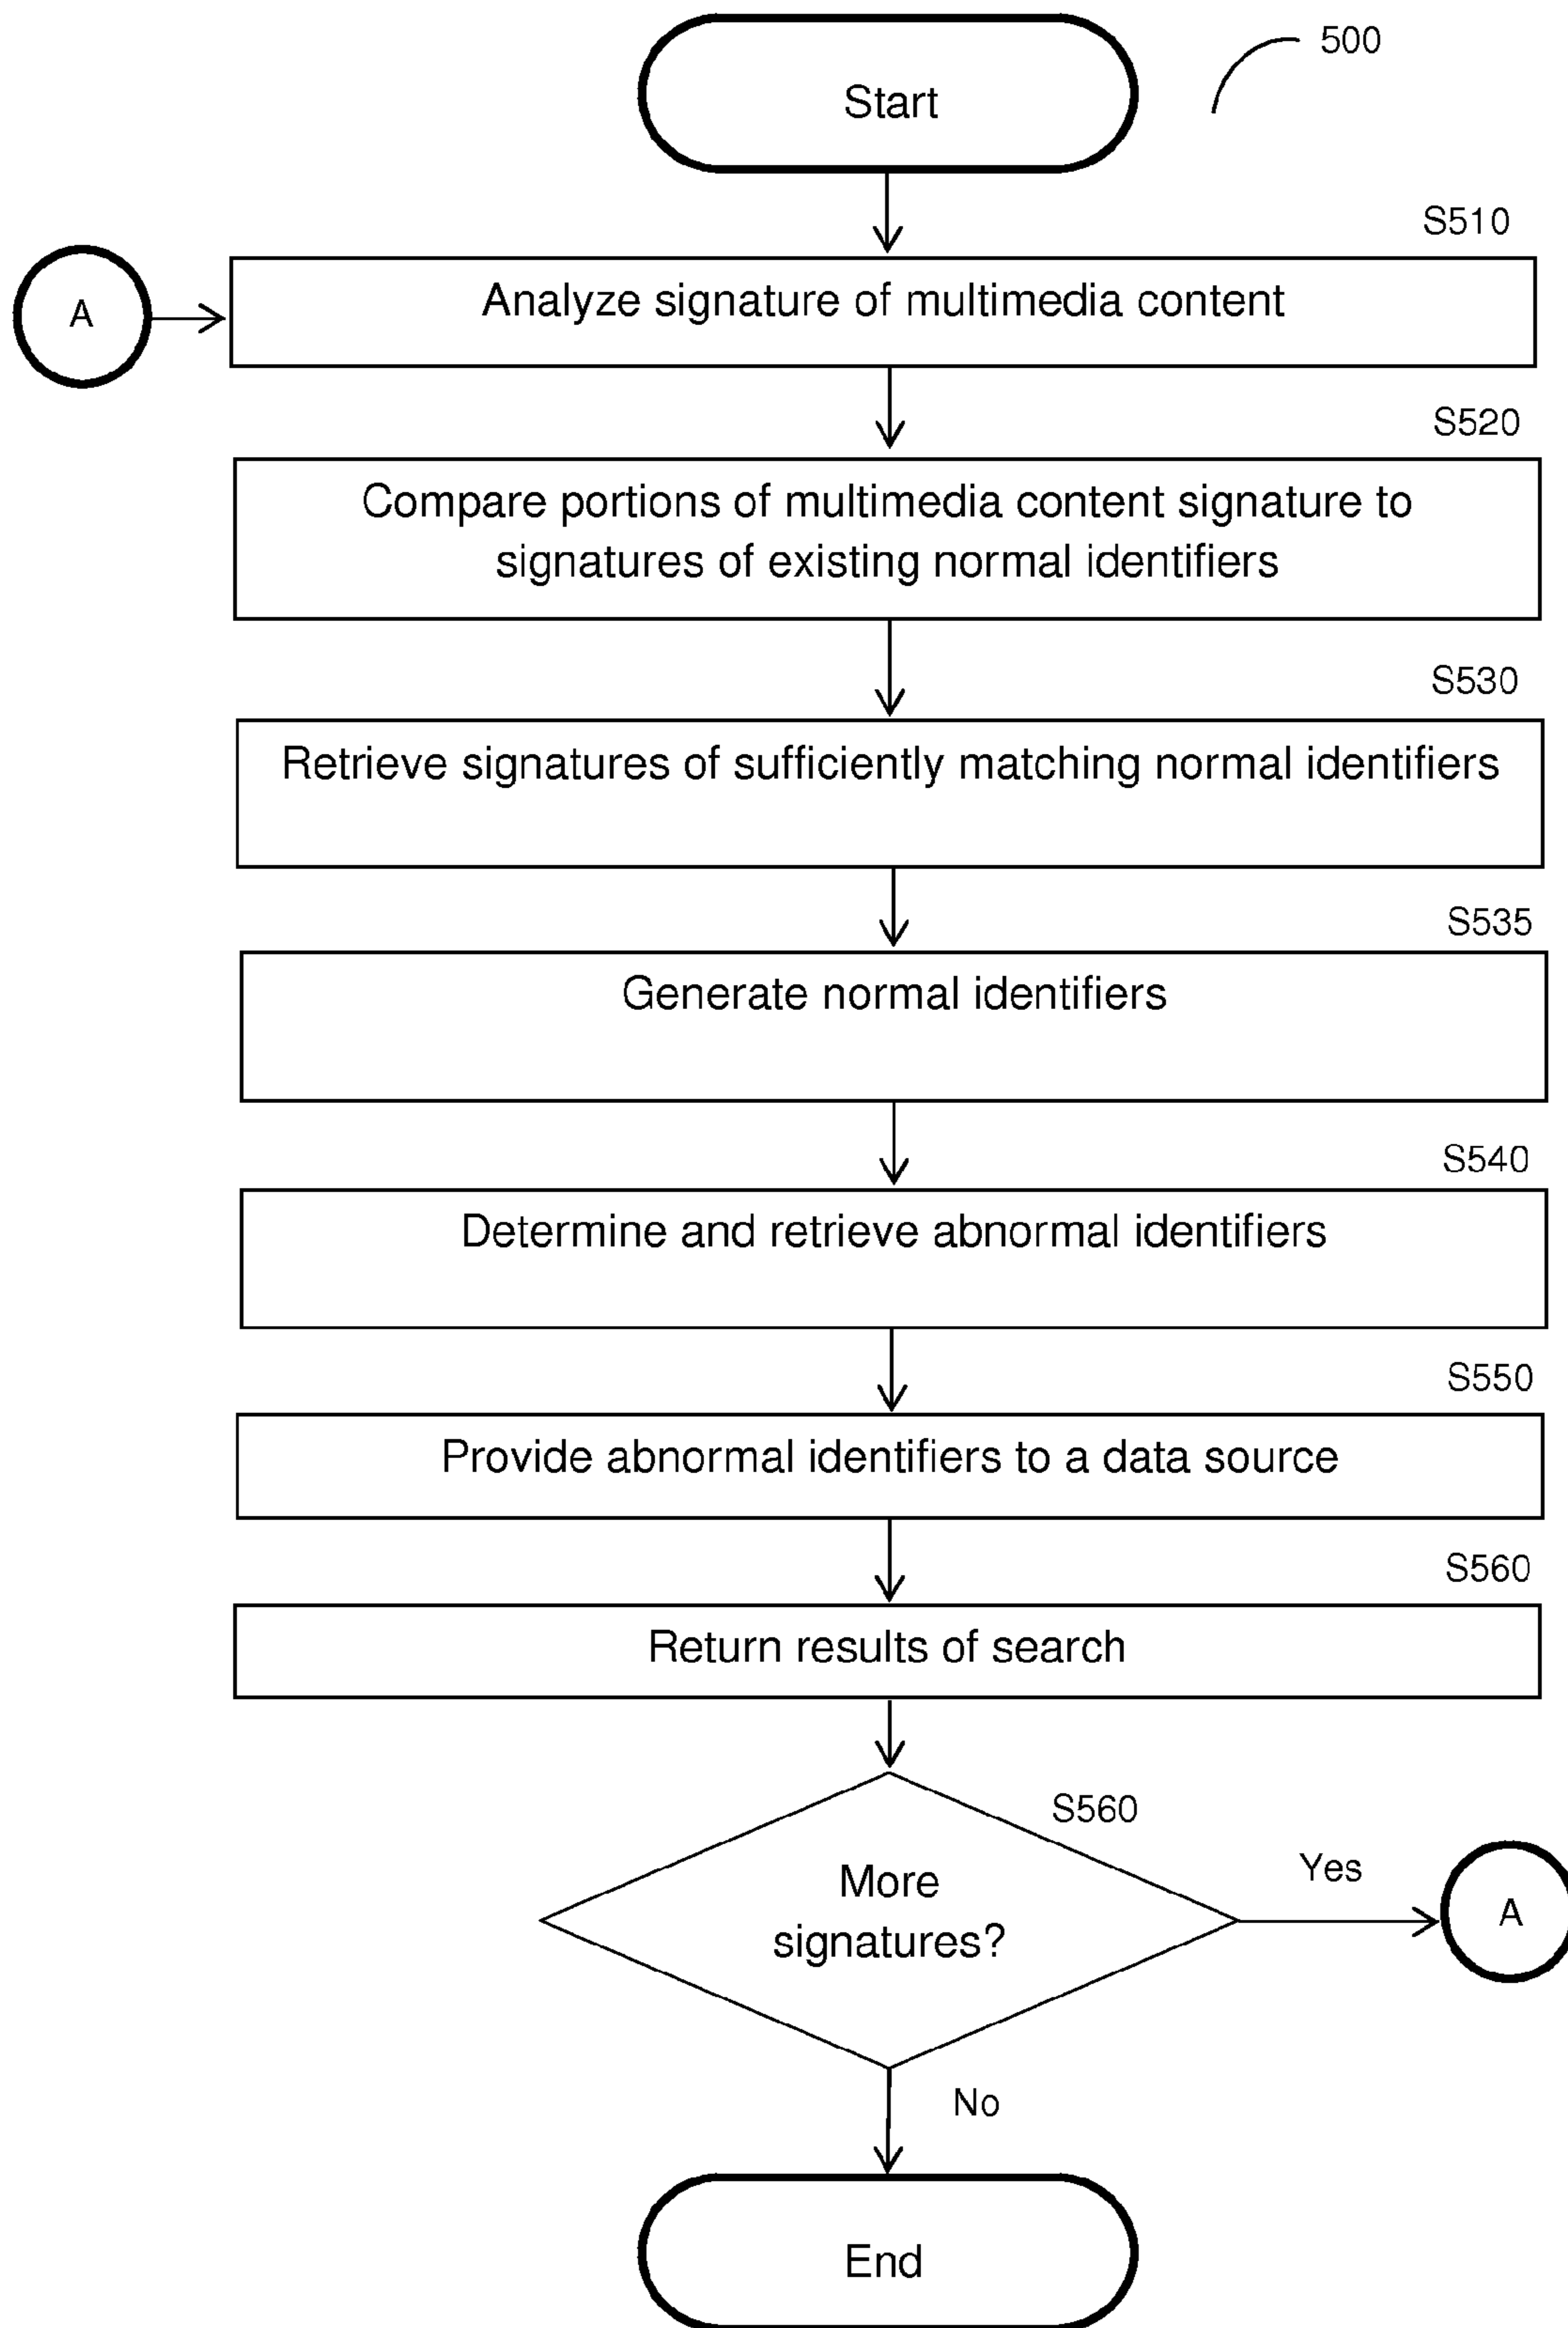 Start
500
S510
A
Analyze signature of multimedia content
S520
Compare portions of multimedia content signature to
signatures of existing normal identifiers
S530
Retrieve signatures of sufficiently matching normal identifiers
S535
Generate normal identifiers
S540
Determine and retrieve abnormal identifiers
S550
Provide abnormal identifiers to a data source
S560
Return results of search
S560
More
signatures?
Yes
A
No
End